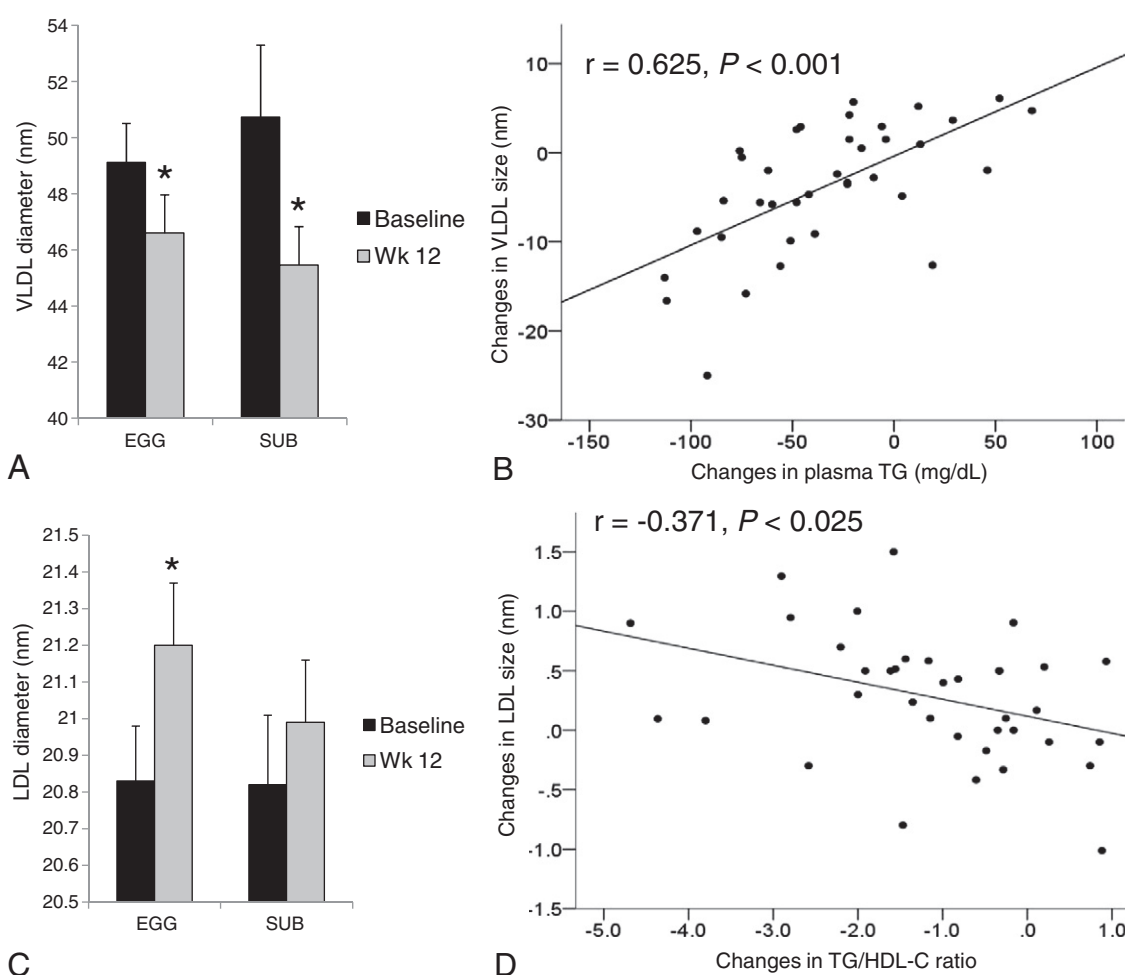 54
52
50
48
46
44
42
40
VLDL diameter (nm)
*
*
EGG
SUB
Baseline
Wk 12
A
r = 0.625, P < 0.001
10
0
-10
-20
-30
Changes in VLDL size (nm)
-150
-100
-50
0
50
100
Changes in plasma TG (mg/dL)
B
21.5
21.4
21.3
21.2
21.1
21
20.9
20.8
20.7
20.6
20.5
LDL diameter (nm)
*
EGG
SUB
Baseline
Wk 12
C
r = -0.371, P < 0.025
1.5
1.0
.5
.0
-.5
-1.0
-1.5
Changes in LDL size (nm)
-5.0
-4.0
-3.0
-2.0
-1.0
.0
1.0
Changes in TG/HDL-C ratio
D